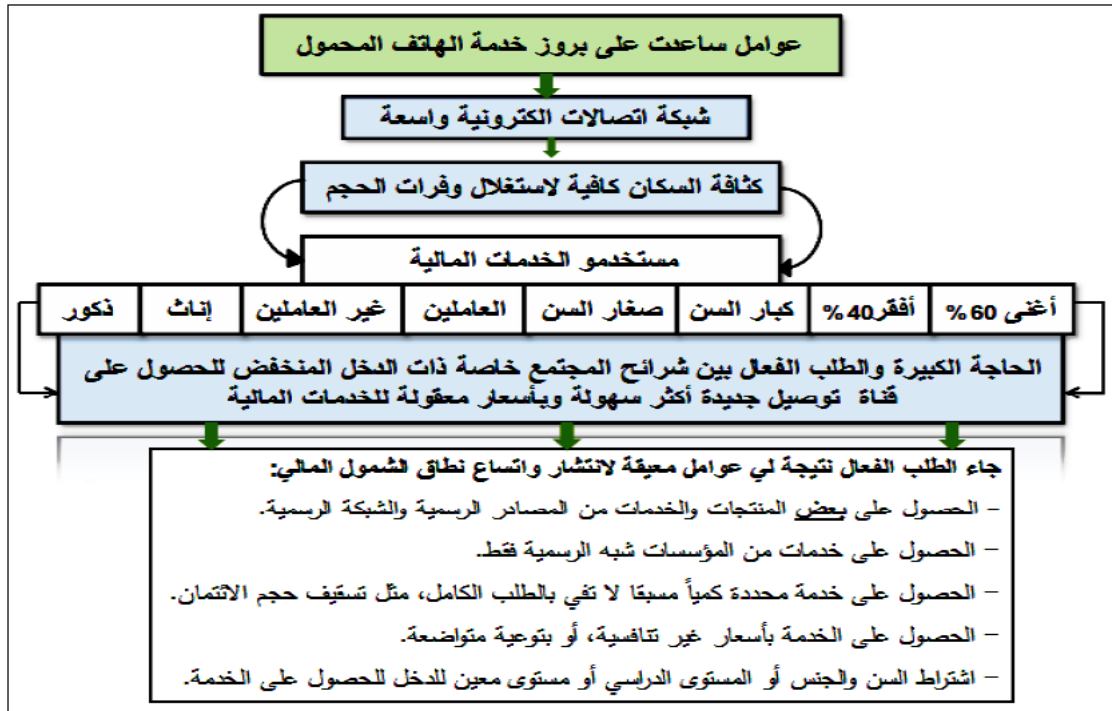 عوامل ساعدت على بروز خدمة الهاتف المحمول
شبكة اتصالات الكترونية واسعة
كثافة السكان كافية لاستغلال وفرات الحجم
مستخدمو الخدمات المالية
أغنى 60% أفقر40% كبار السن صغار السن العاملين غير العاملين إناث ذكور
الحاجة الكبيرة والطلب الفعال بين شرائح المجتمع خاصة ذات الدخل المنخفض للحصول على
قناة توصيل جديدة أكثر سهولة وبأسعار معقولة للخدمات المالية
جاء الطلب الفعال نتيجة لي عوامل معيقة لانتشار واتساع نطاق الشمول المالي:
- الحصول على بعض المنتجات والخدمات من المصادر الرسمية والشبكة الرسمية.
- الحصول على خدمات من المؤسسات شبه الرسمية فقط.
- الحصول على خدمة محددة كمياً مسبقا لا تفي بالطلب الكامل، مثل تسقيف حجم الائتمان.
- الحصول على الخدمة بأسعار غير تنافسية، أو بتوعية متواضعة.
- اشتراط السن والجنس أو المستوى الدراسي أو مستوى معين للدخل للحصول على الخدمة.